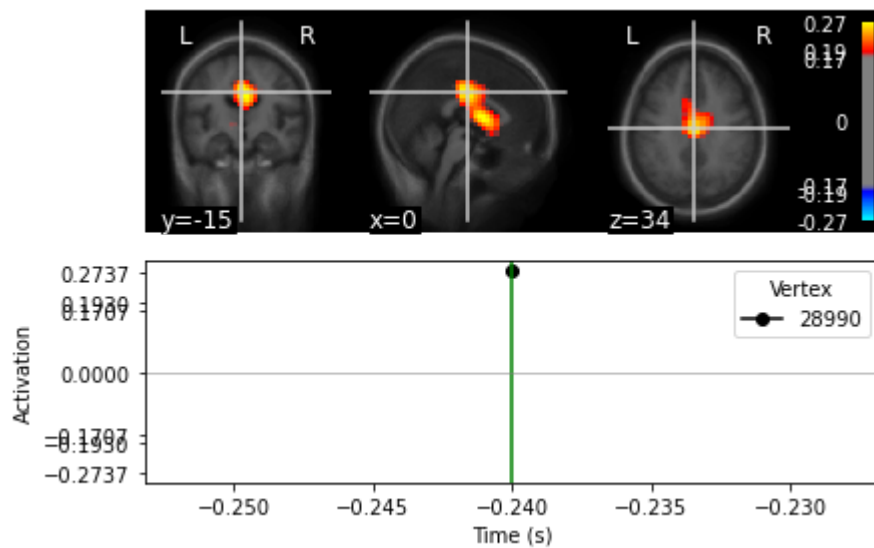 L R
L R
0.27
0.19
0.17
0
-0.17
-0.19
-0.27
y=-15
x=0
z=34
0.2737
0.1930
0.1707
0.0000
−0.1707
−0.1930
−0.2737
Activation
Vertex
28990
−0.250
−0.245
−0.240
−0.235
−0.230
Time (s)